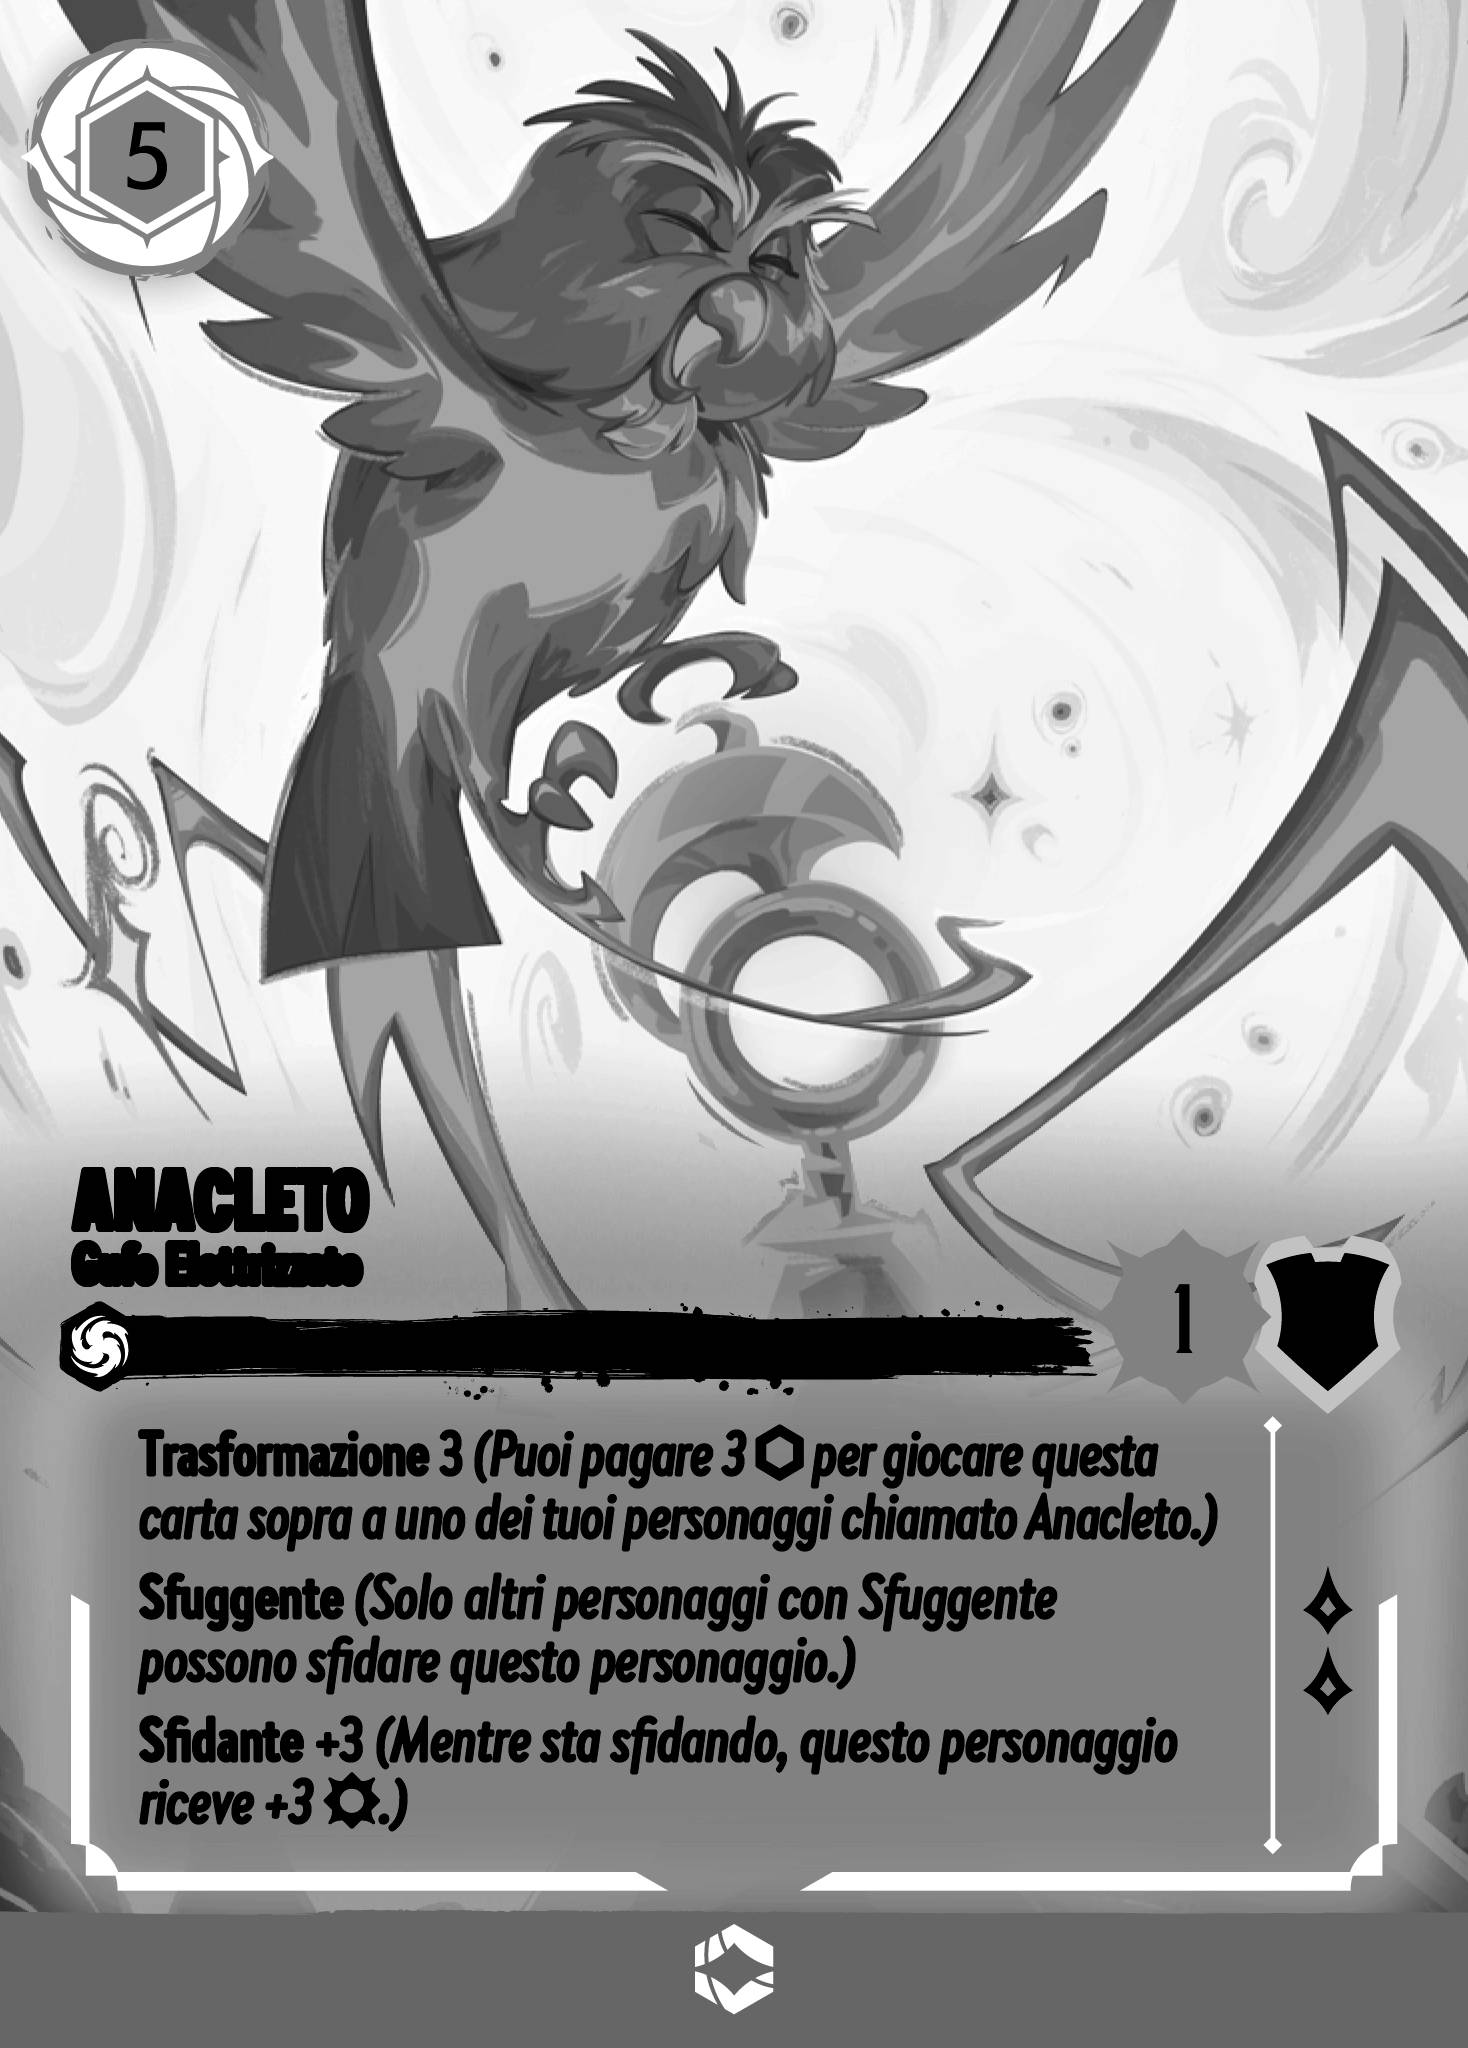 5
ANACLETO
Gufo Elettrizzato
1
Trasformazione 3 (Puoi pagare 3 per giocare questa
carta sopra a uno dei tuoi personaggi chiamato Anacleto.)
Sfuggente (Solo altri personaggi con Sfuggente
possono sfidare questo personaggio.)
Sfidante +3 (Mentre sta sfidando, questo personaggio
riceve +3 .)